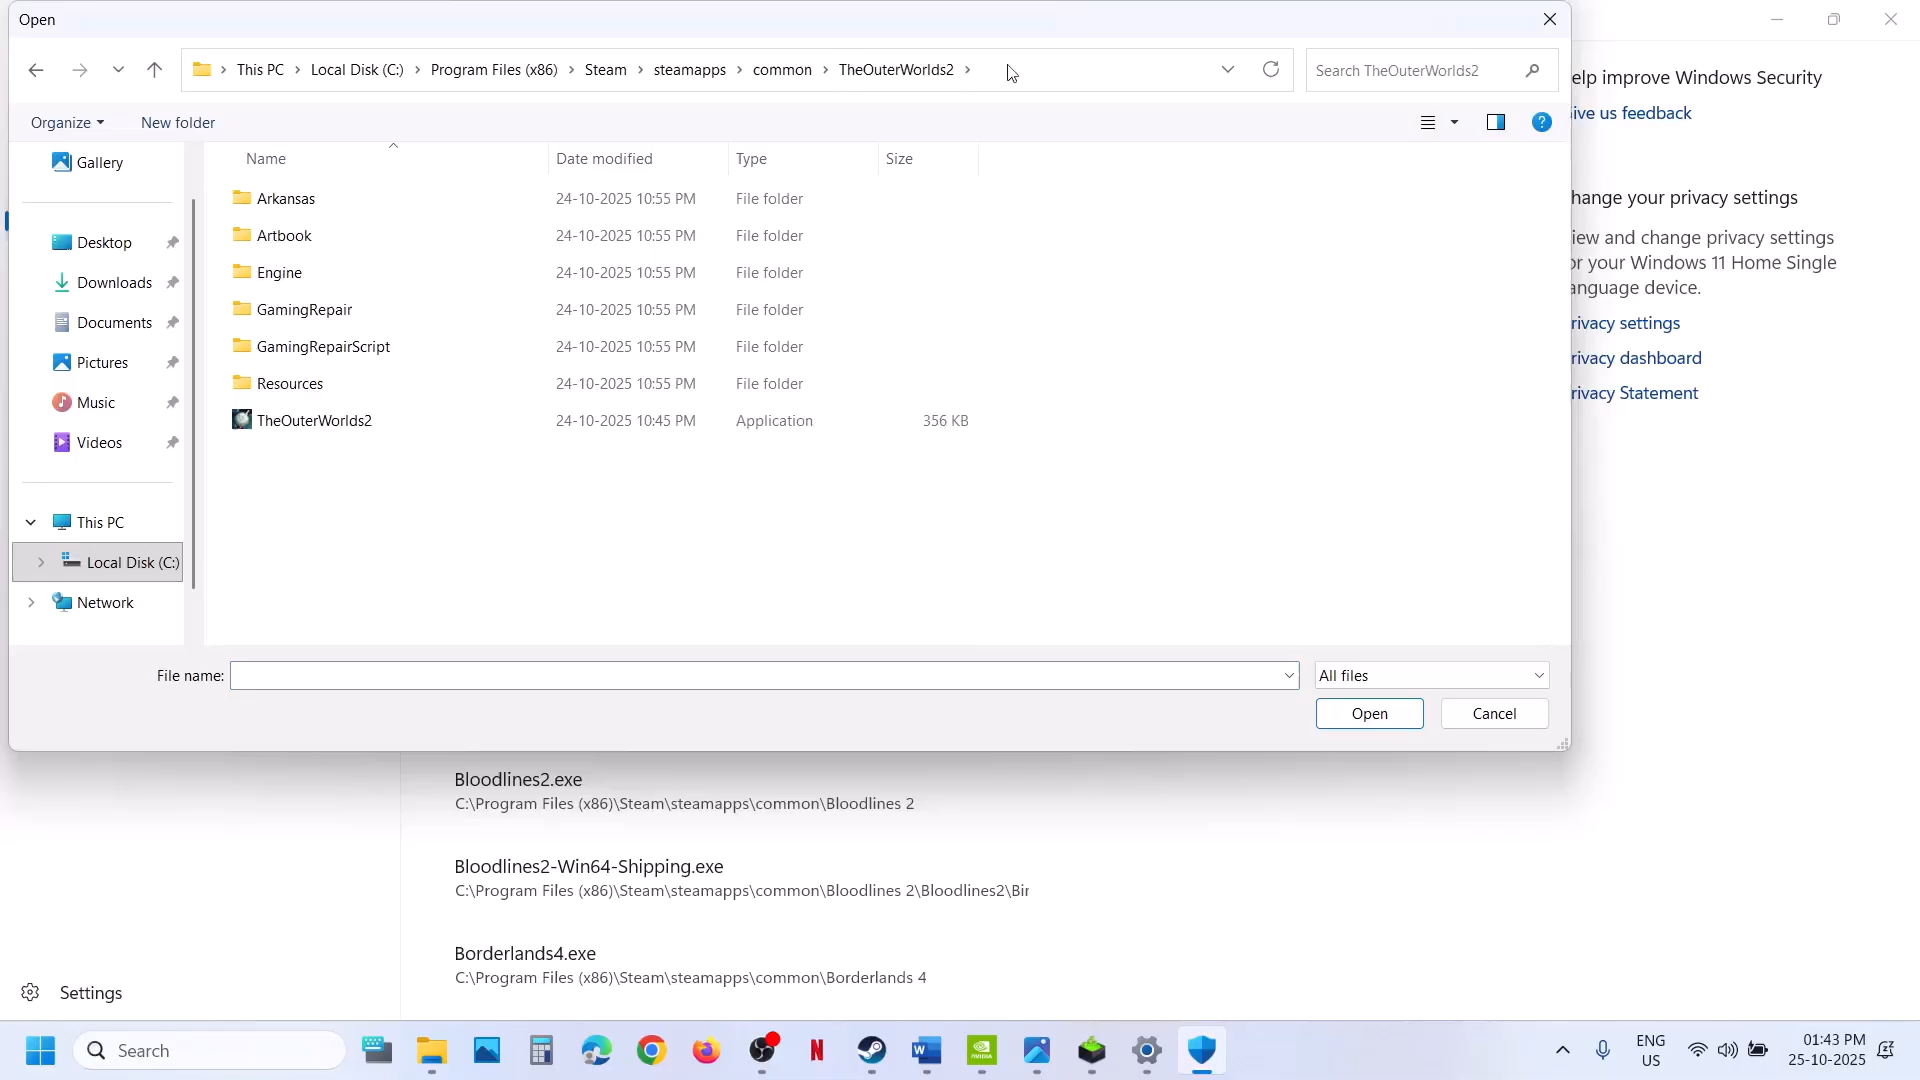 Open
This PC
Local Disk (C:)
Program Files (x86)
Steam
steamapps
common
TheOuterWorlds2
Search TheOuterWorlds2
Organize
New folder
Gallery
Desktop
Downloads
Documents
Pictures
Music
Videos
This PC
Local Disk (C:)
Network
Name Date modified Type Size
Arkansas 24-10-2025 10:55 PM File folder
Artbook 24-10-2025 10:55 PM File folder
Engine 24-10-2025 10:55 PM File folder
GamingRepair 24-10-2025 10:55 PM File folder
GamingRepairScript 24-10-2025 10:55 PM File folder
Resources 24-10-2025 10:55 PM File folder
TheOuterWorlds2 24-10-2025 10:45 PM Application 356 KB
File name:
All files
Open
Cancel
elp improve Windows Security
ive us feedback
hange your privacy settings
iew and change privacy settings
or your Windows 11 Home Single
anguage device.
rivacy settings
rivacy dashboard
rivacy Statement
Bloodlines2.exe
C:\Program Files (x86)\Steam\steamapps\common\Bloodlines 2
Bloodlines2-Win64-Shipping.exe
C:\Program Files (x86)\Steam\steamapps\common\Bloodlines 2\Bloodlines2\Bir
Borderlands4.exe
C:\Program Files (x86)\Steam\steamapps\common\Borderlands 4
Settings
Search
ENG
US
01:43 PM
25-10-2025